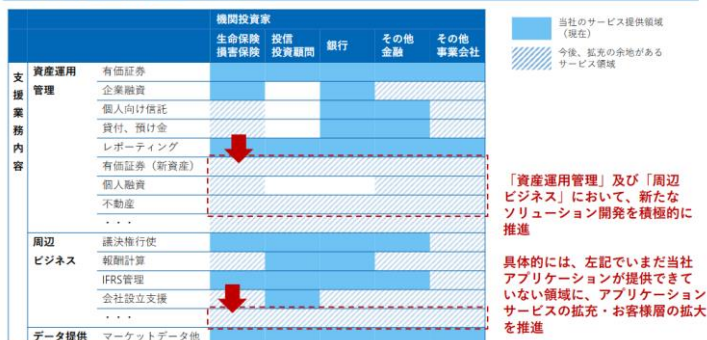 機関投資家
生命保険 損害保険
投信 投資顧問
銀行
その他 金融
その他 事業会社
当社のサービス提供領域
（現在）
今後、拡充の余地がある
サービス領域
支援業務内容
資産運用
管理
有価証券
企業融資
個人向け信託
貸付、預け金
レポーティング
有価証券（新資産）
個人融資
不動産
・・・
周辺
ビジネス
議決権行使
報酬計算
IFRS管理
会社設立支援
・・・
データ提供
マーケットデータ他
「資産運用管理」及び「周辺
ビジネス」において、新たな
ソリューション開発を積極的に
推進
具体的には、左記でいまだ当社
アプリケーションが提供できて
いない領域に、アプリケーション
サービスの拡充・お客様層の拡大
を推進